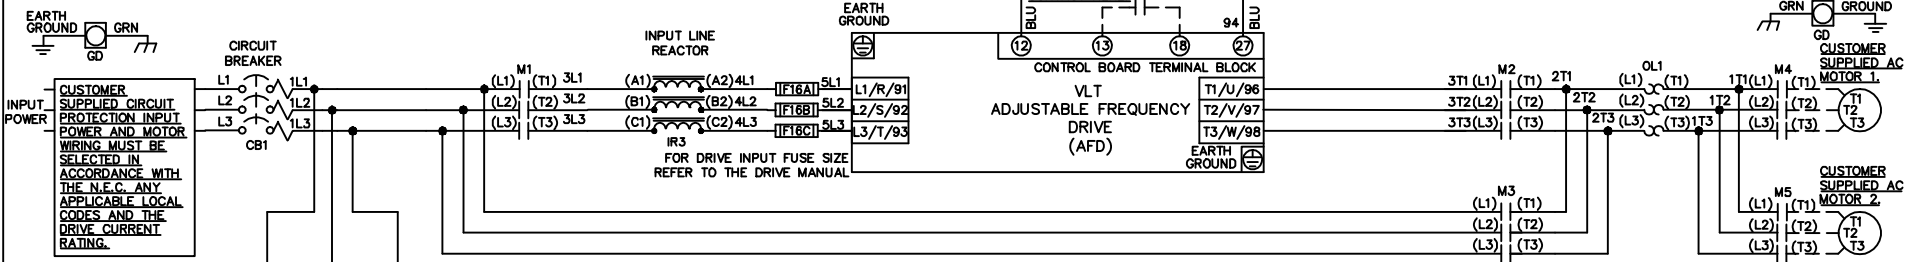 EARTH
GROUND
GRN
GD
EARTH
GROUND
BLU
94
BLU
GRN
GROUND
GD
12
13
18
27
CONTROL BOARD TERMINAL BLOCK
INPUT
POWER
CUSTOMER
SUPPLIED CIRCUIT
PROTECTION INPUT
POWER AND MOTOR
WIRING MUST BE
SELECTED IN
ACCORDANCE WITH
THE N.E.C. ANY
APPLICABLE LOCAL
CODES AND THE
DRIVE CURRENT
RATING.
CIRCUIT
BREAKER
L1 1L1
L2 1L2
L3 1L3
CB1
M1
(L1) (T1) 3L1
(L2) (T2) 3L2
(L3) (T3) 3L3
INPUT LINE
REACTOR
(A1) (A2) 4L1
(B1) (B2) 4L2
(C1) (C2) 4L3
IR3
IF16A 5L1
IF16B 5L2
IF16C 5L3
FOR DRIVE INPUT FUSE SIZE
REFER TO THE DRIVE MANUAL
L1/R/91
L2/S/92
L3/T/93
VLT
ADJUSTABLE FREQUENCY
DRIVE
(AFD)
T1/U/96
T2/V/97
T3/W/98
EARTH
GROUND
M2
3T1 (L1) (T1) 2T1
3T2 (L2) (T2) 2T2
3T3 (L3) (T3) 2T3
OL1
(L1) (T1) 1T1
(L2) (T2) 1T2
(L3) (T3) 1T3
M4
(L1) (T1)
(L2) (T2)
(L3) (T3)
CUSTOMER
SUPPLIED AC
MOTOR 1.
T1
T2
T3
M3
(L1) (T1)
(L2) (T2)
(L3) (T3)
M5
(L1) (T1)
(L2) (T2)
(L3) (T3)
CUSTOMER
SUPPLIED AC
MOTOR 2.
T1
T2
T3